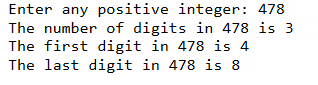 Enter any positive integer: 478
The number of digits in 478 is 3
The first digit in 478 is 4
The last digit in 478 is 8